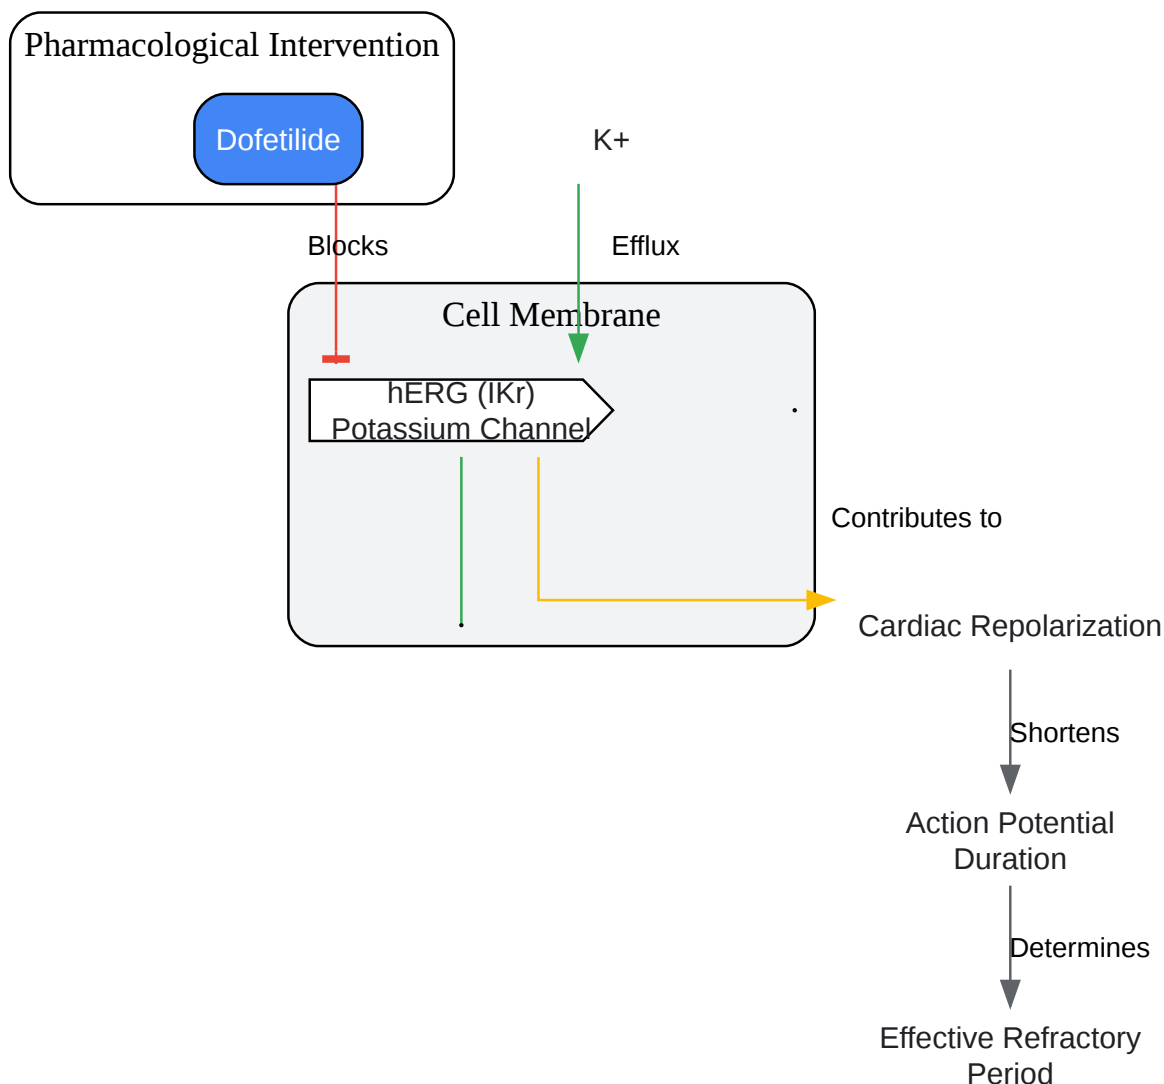 Pharmacological Intervention
Dofetilide
K+
Blocks
Efflux
Cell Membrane
hERG (IKr)
Potassium Channel
Contributes to
Cardiac Repolarization
Shortens
Action Potential
Duration
Determines
Effective Refractory
Period